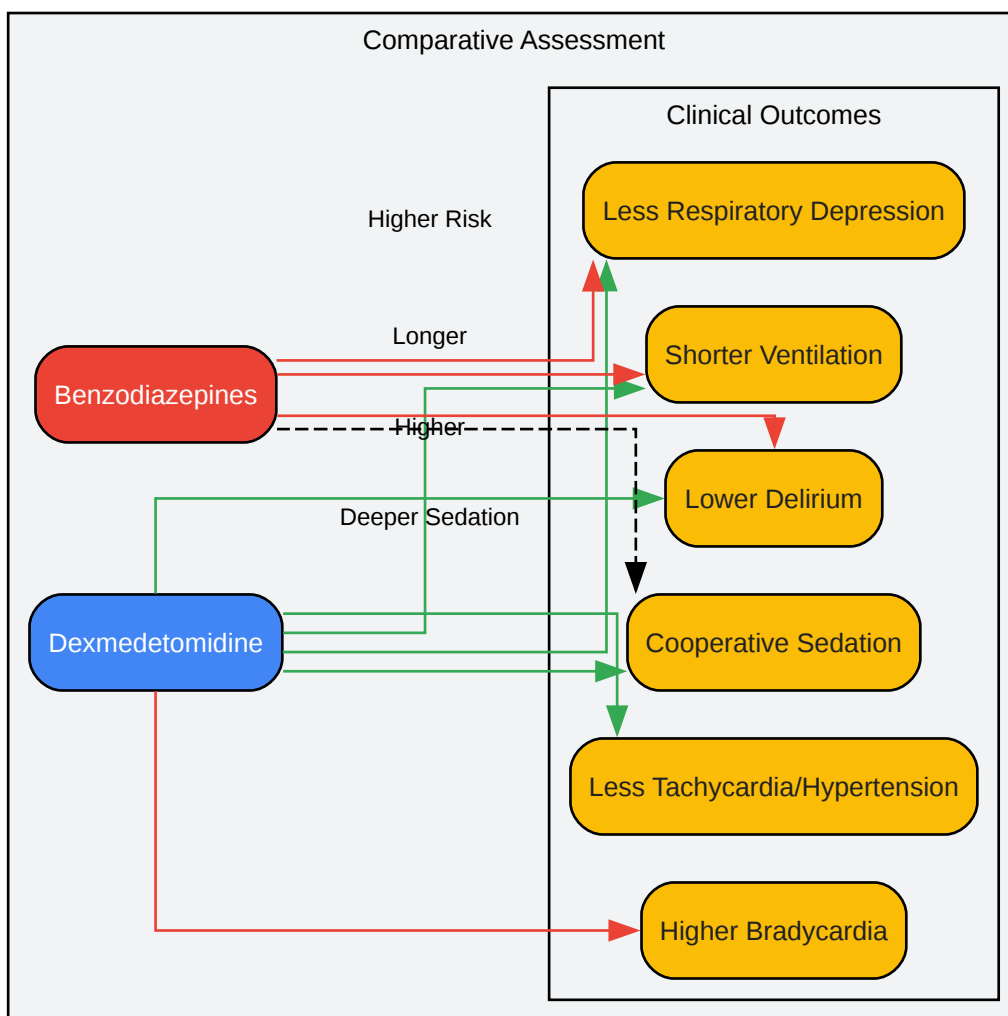 Comparative Assessment
Clinical Outcomes
Less Respiratory Depression
Higher Risk
Longer
Shorter Ventilation
Benzodiazepines
Higher
Lower Delirium
Deeper Sedation
Dexmedetomidine
Cooperative Sedation
Less Tachycardia/Hypertension
Higher Bradycardia